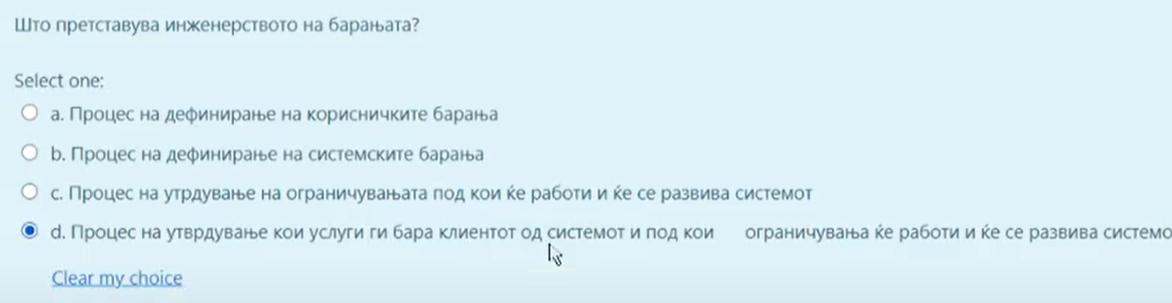 Што претставува инженерството на барањата?
Select one:
a. Процес на дефинирање на корисничките барања
b. Процес на дефинирање на системските барања
c. Процес на утрдување на ограничувањата под кои ќе работи и ќе се развива системот
d. Процес на утврдување кои услуги ги бара клиентот од системот и под кои ограничувања ќе работи и ќе се развива системо
Clear my choice